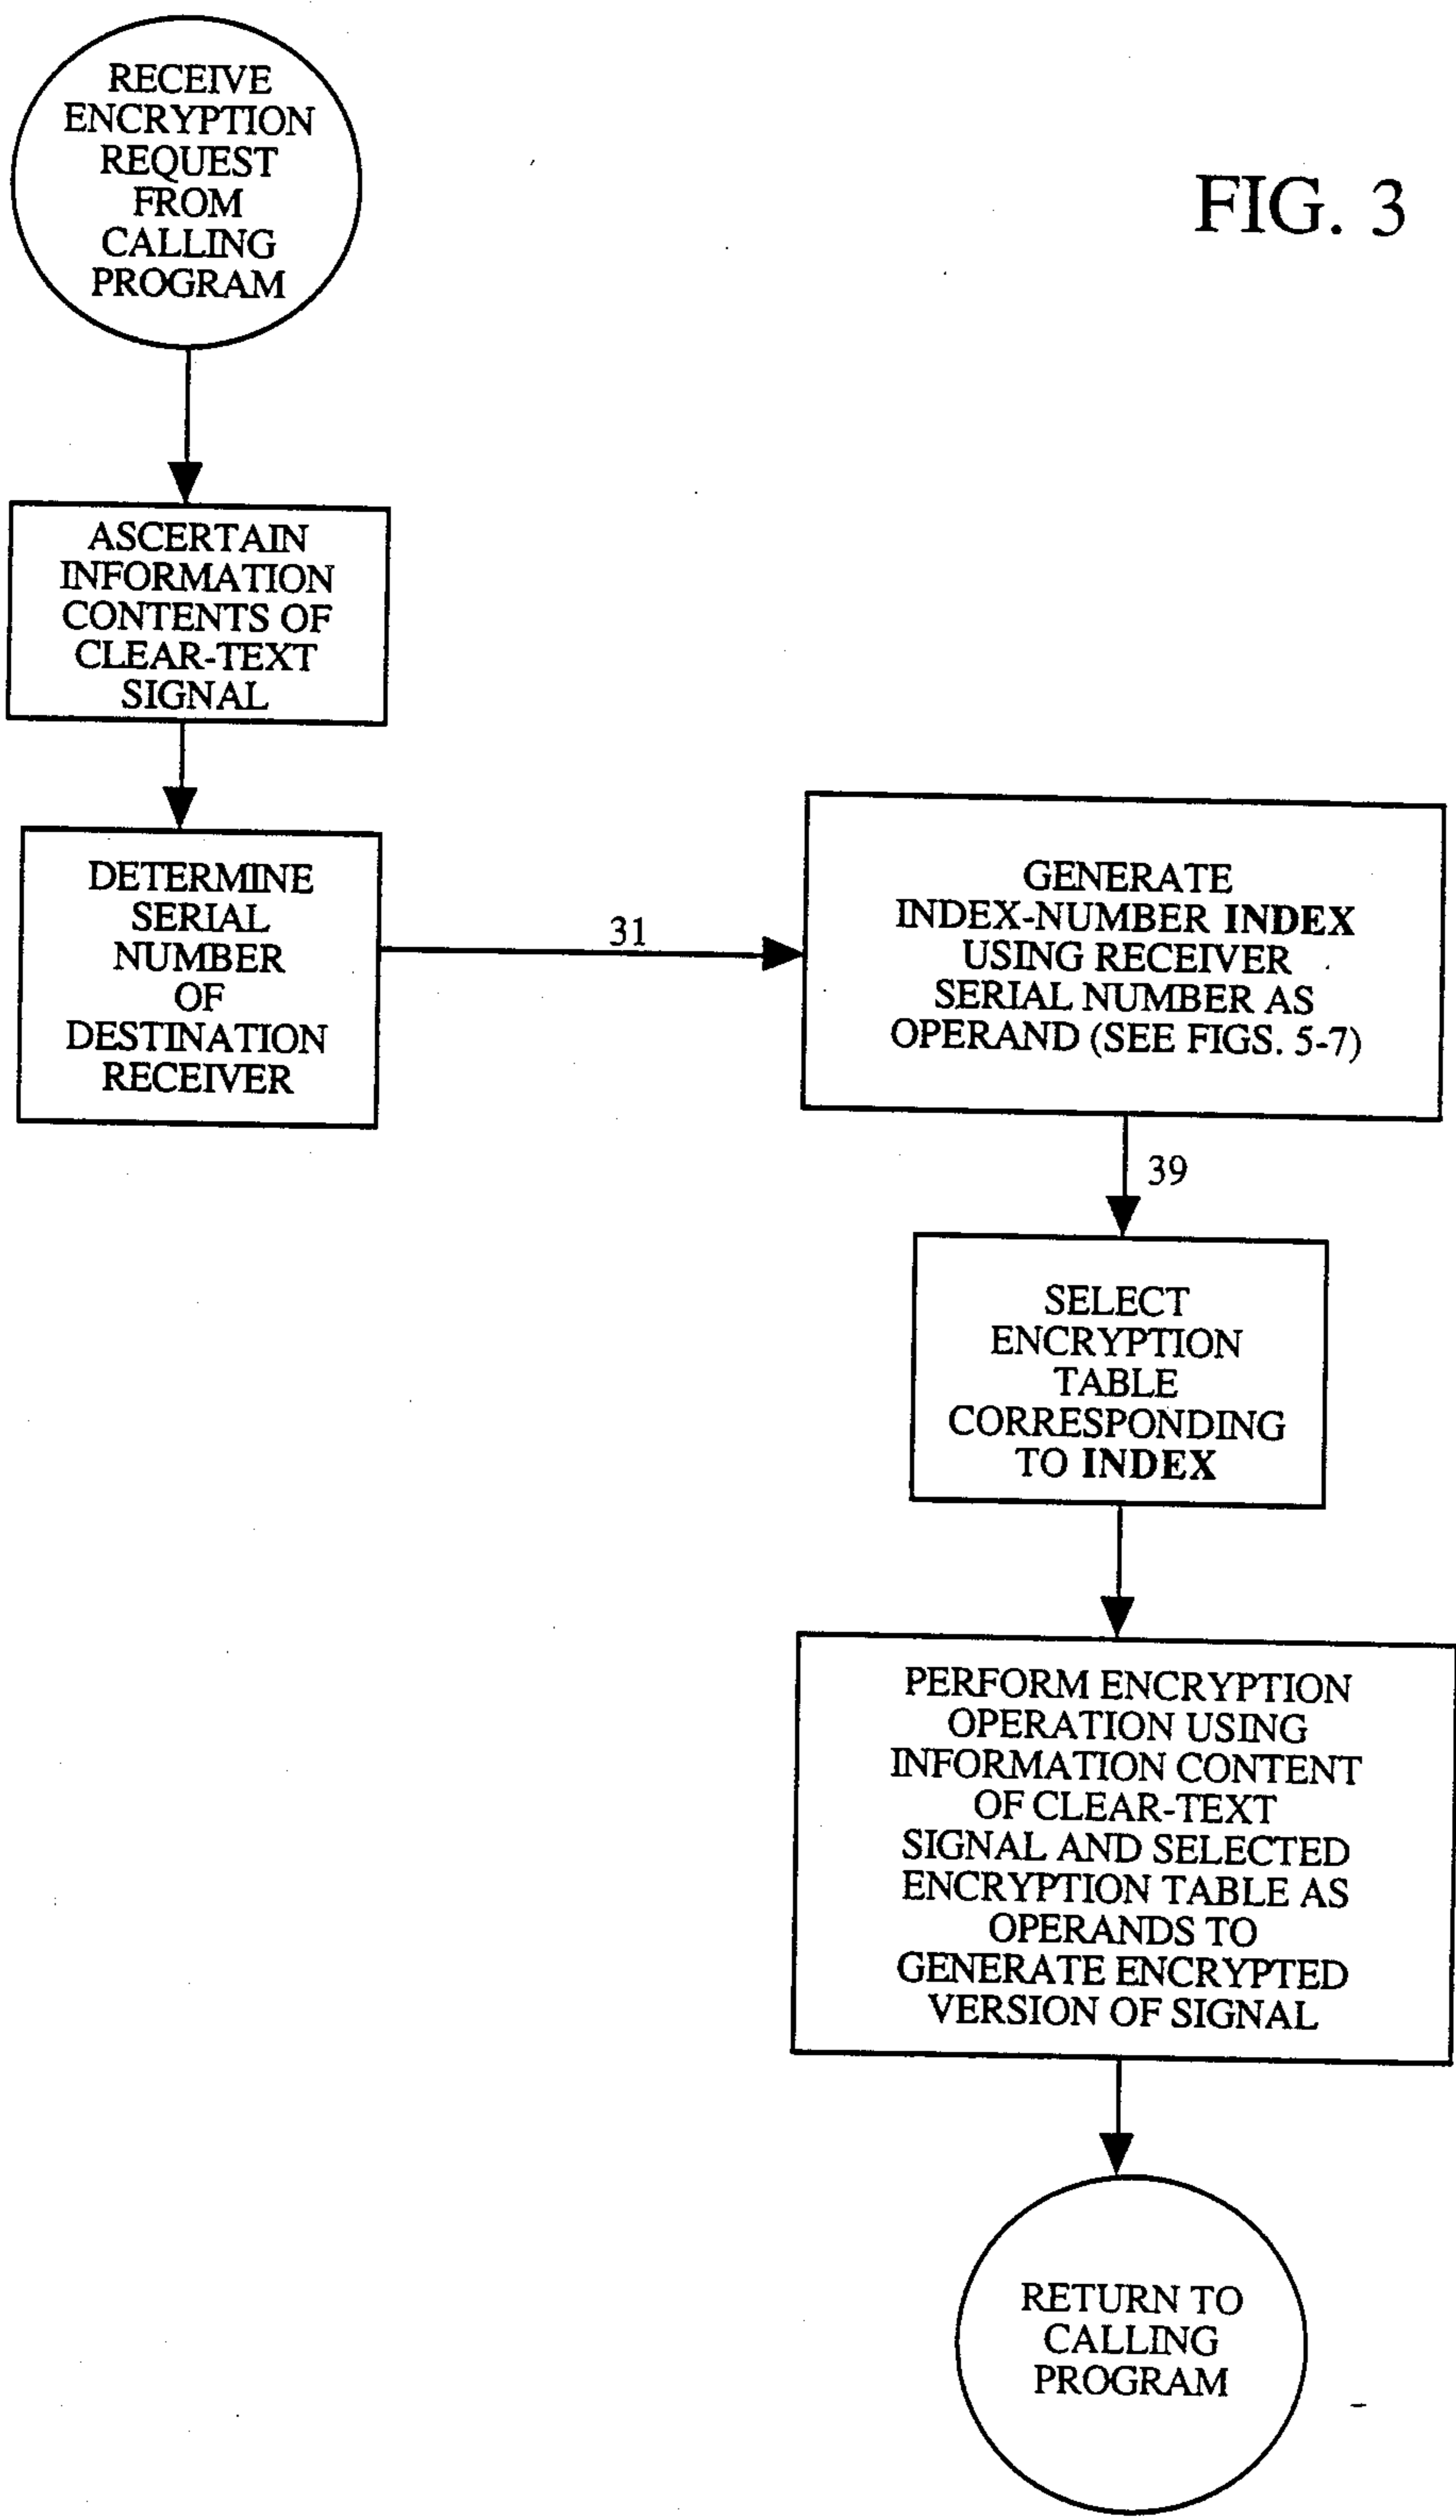 RECEIVE
ENCRYPTION
REQUEST
FROM
CALLING
PROGRAM
FIG. 3
ASCERTAIN
INFORMATION
CONTENTS OF
CLEAR-TEXT
SIGNAL
DETERMINE
SERIAL
NUMBER
OF
DESTINATION
RECEIVER
31
GENERATE
INDEX-NUMBER INDEX
USING RECEIVER
SERIAL NUMBER AS
OPERAND (SEE FIGS. 5-7)
39
SELECT
ENCRYPTION
TABLE
CORRESPONDING
TO INDEX
PERFORM ENCRYPTION
OPERATION USING
INFORMATION CONTENT
OF CLEAR-TEXT
SIGNAL AND SELECTED
ENCRYPTION TABLE AS
OPERANDS TO
GENERATE ENCRYPTED
VERSION OF SIGNAL
RETURN TO
CALLING
PROGRAM